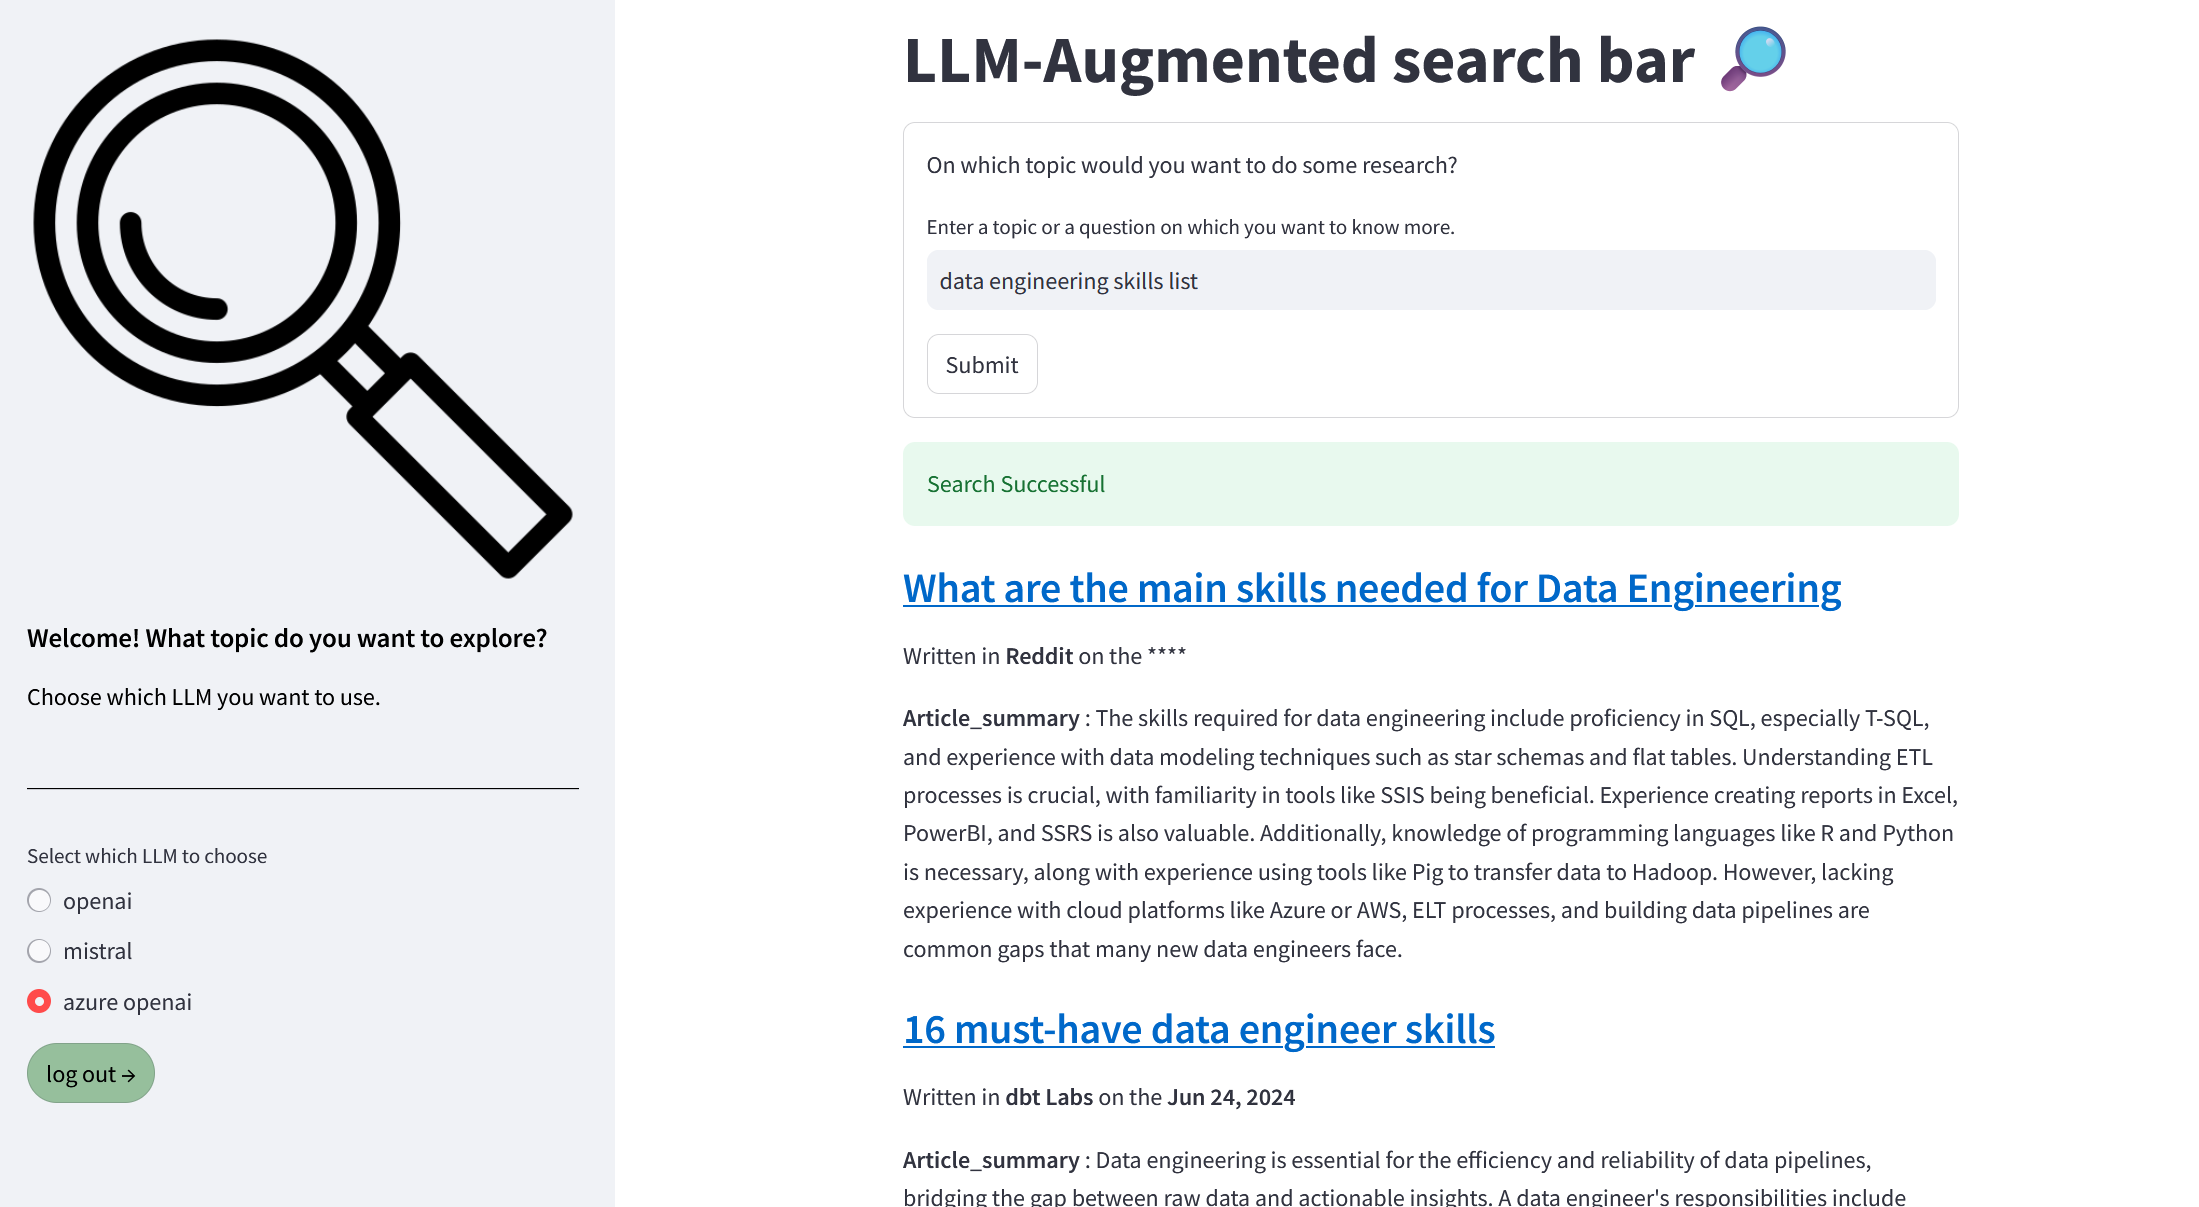 Welcome! What topic do you want to explore?
Choose which LLM you want to use.
Select which LLM to choose
openai
mistral
azure openai
log out →
LLM-Augmented search bar
On which topic would you want to do some research?
Enter a topic or a question on which you want to know more.
data engineering skills list
Submit
Search Successful
What are the main skills needed for Data Engineering
Written in Reddit on the ****
Article_summary : The skills required for data engineering include proficiency in SQL, especially T-SQL,
and experience with data modeling techniques such as star schemas and flat tables. Understanding ETL
processes is crucial, with familiarity in tools like SSIS being beneficial. Experience creating reports in Excel,
PowerBI, and SSRS is also valuable. Additionally, knowledge of programming languages like R and Python
is necessary, along with experience using tools like Pig to transfer data to Hadoop. However, lacking
experience with cloud platforms like Azure or AWS, ELT processes, and building data pipelines are
common gaps that many new data engineers face.
16 must-have data engineer skills
Written in dbt Labs on the Jun 24, 2024
Article_summary : Data engineering is essential for the efficiency and reliability of data pipelines,
bridging the gap between raw data and actionable insights. A data engineer's responsibilities include